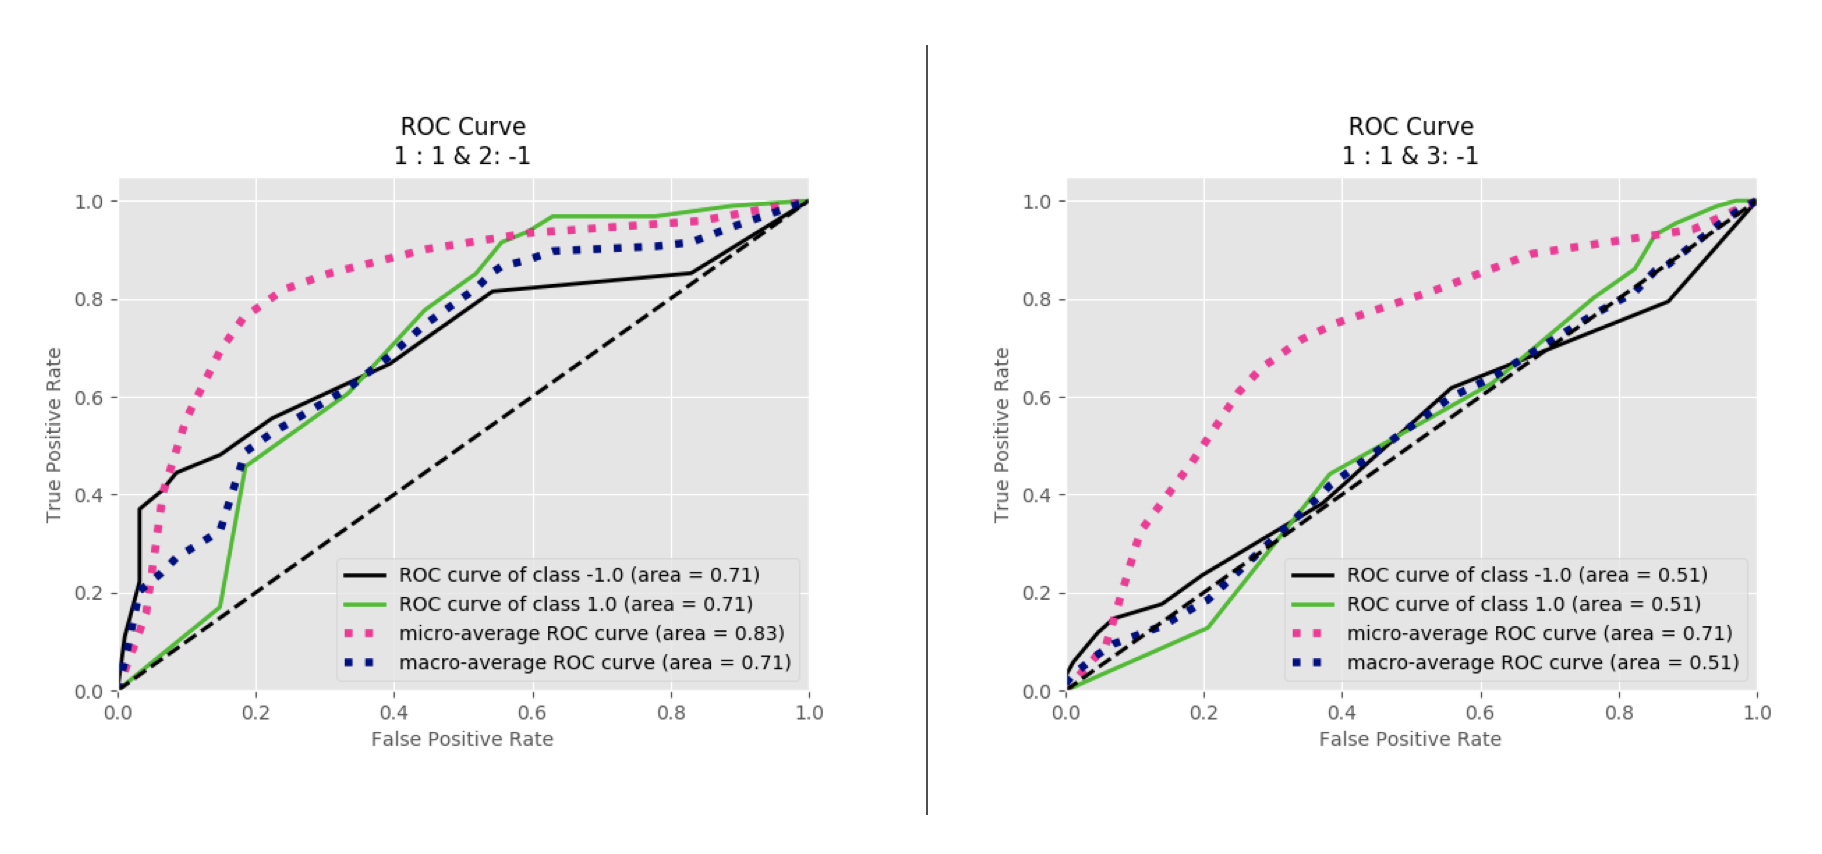 ROC Curve
1 : 1 & 2: -1
1.0
0.8
0.6
0.4
0.2
0.0
True Positive Rate
ROC curve of class -1.0 (area = 0.71)
ROC curve of class 1.0 (area = 0.71)
micro-average ROC curve (area = 0.83)
macro-average ROC curve (area = 0.71)
0.0 0.2 0.4 0.6 0.8 1.0
False Positive Rate
ROC Curve
1 : 1 & 3: -1
1.0
0.8
0.6
0.4
0.2
0.0
True Positive Rate
ROC curve of class -1.0 (area = 0.51)
ROC curve of class 1.0 (area = 0.51)
micro-average ROC curve (area = 0.71)
macro-average ROC curve (area = 0.51)
0.0 0.2 0.4 0.6 0.8 1.0
False Positive Rate